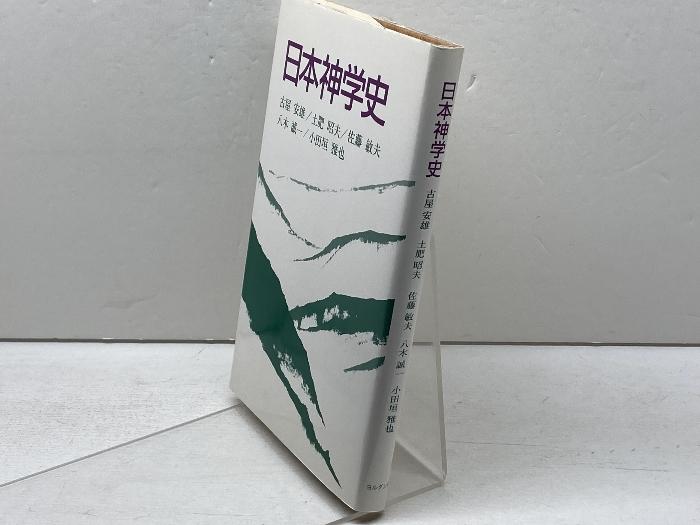 日本神学史
古屋 安雄/土肥 昭夫/佐藤 敏夫
八木 誠一/小田垣 雅也
日本神学史
古屋 安雄 土肥 昭夫 佐藤 敏夫 八木 誠一 小田垣 雅也
ヨルダン